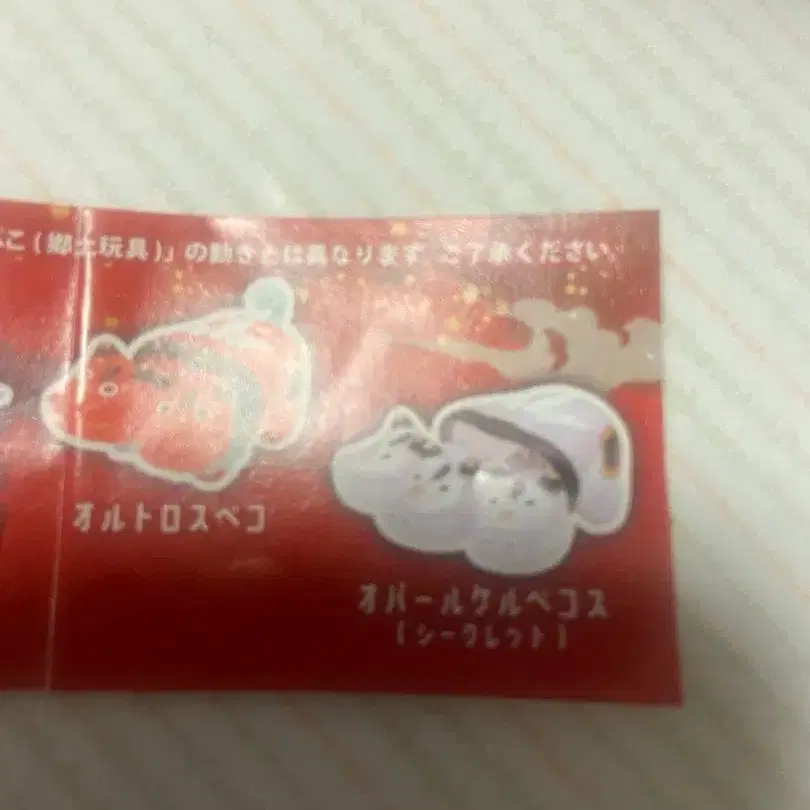 こ(郷土玩具)」の動きとは異なります ご了承ください。
オルトロスベコ
オパールケルベコス
(シークレット)